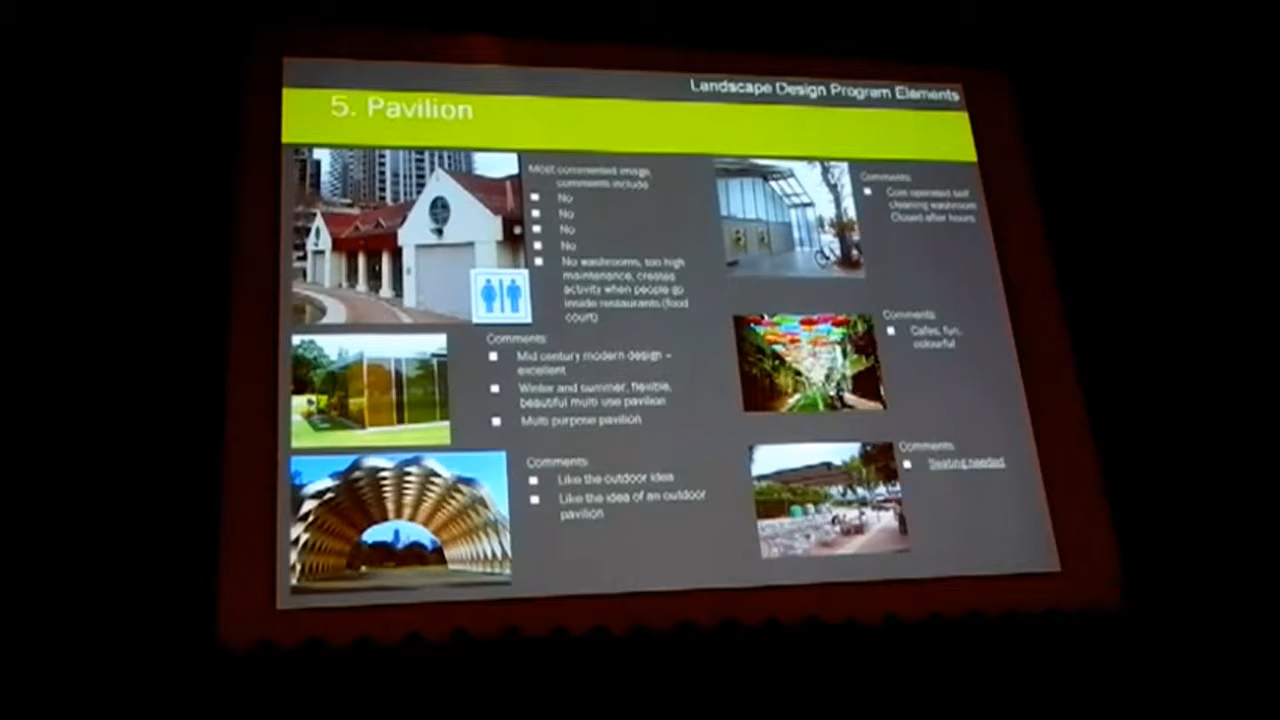 Landscape Design Program Elements
5. Pavilion
Most commented image,
comments include
No
No
No
No
No washrooms, too high
maintenance, creates
activity when people go
inside restaurants (food
court)
Comments:
Mid century modern design –
excellent
Winter and summer, flexible,
beautiful multi use pavilion
Multi purpose pavilion
Comments:
Like the outdoor idea
Like the idea of an outdoor
pavilion
Comments:
Coin operated self
cleaning washroom
Closed after hours
Comments:
Cafes, fun,
colourful
Comments:
Seating needed